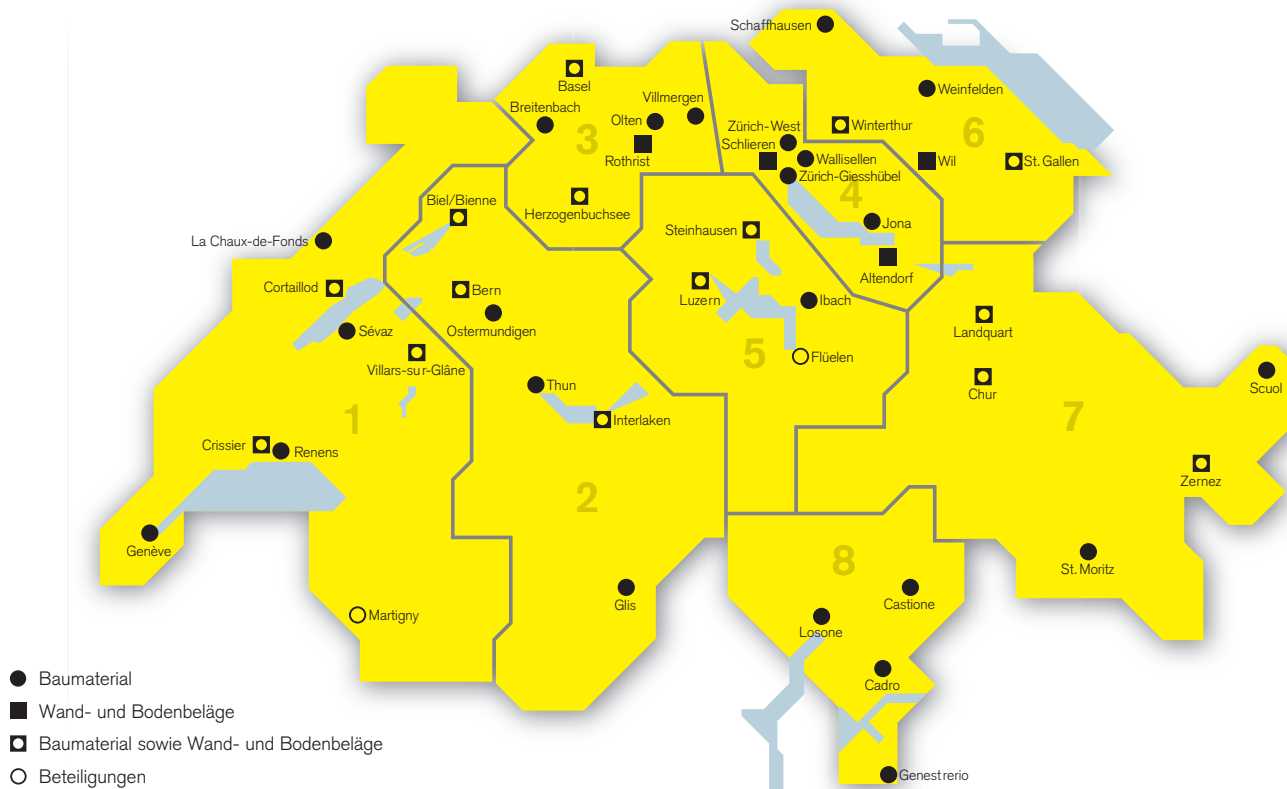 Schaffhausen
Basel
Weinfelden
Villmergen
Breitenbach
Olten
3
Zürich-West
Winterthur
6
Schlieren
Rothrist
Wallisellen
Wil
St. Gallen
Zürich-Giesshübel
4
Biel/Bienne
Herzogenbuchsee
Jona
Steinhausen
La Chaux-de-Fonds
Altendorf
Cortaillod
Bern
Luzern
Ibach
Sévaz
Ostermundigen
Landquart
5
Flüelen
Villars-sur-Glâne
Thun
Chur
Scuol
1
Interlaken
7
Crissier
Renens
Zernez
2
Genève
8
St. Moritz
Glis
Castione
Martigny
Losone
Baumaterial
Cadro
Wand- und Bodenbeläge
Baumaterial sowie Wand- und Bodenbeläge
Beteiligungen
Genestrerio